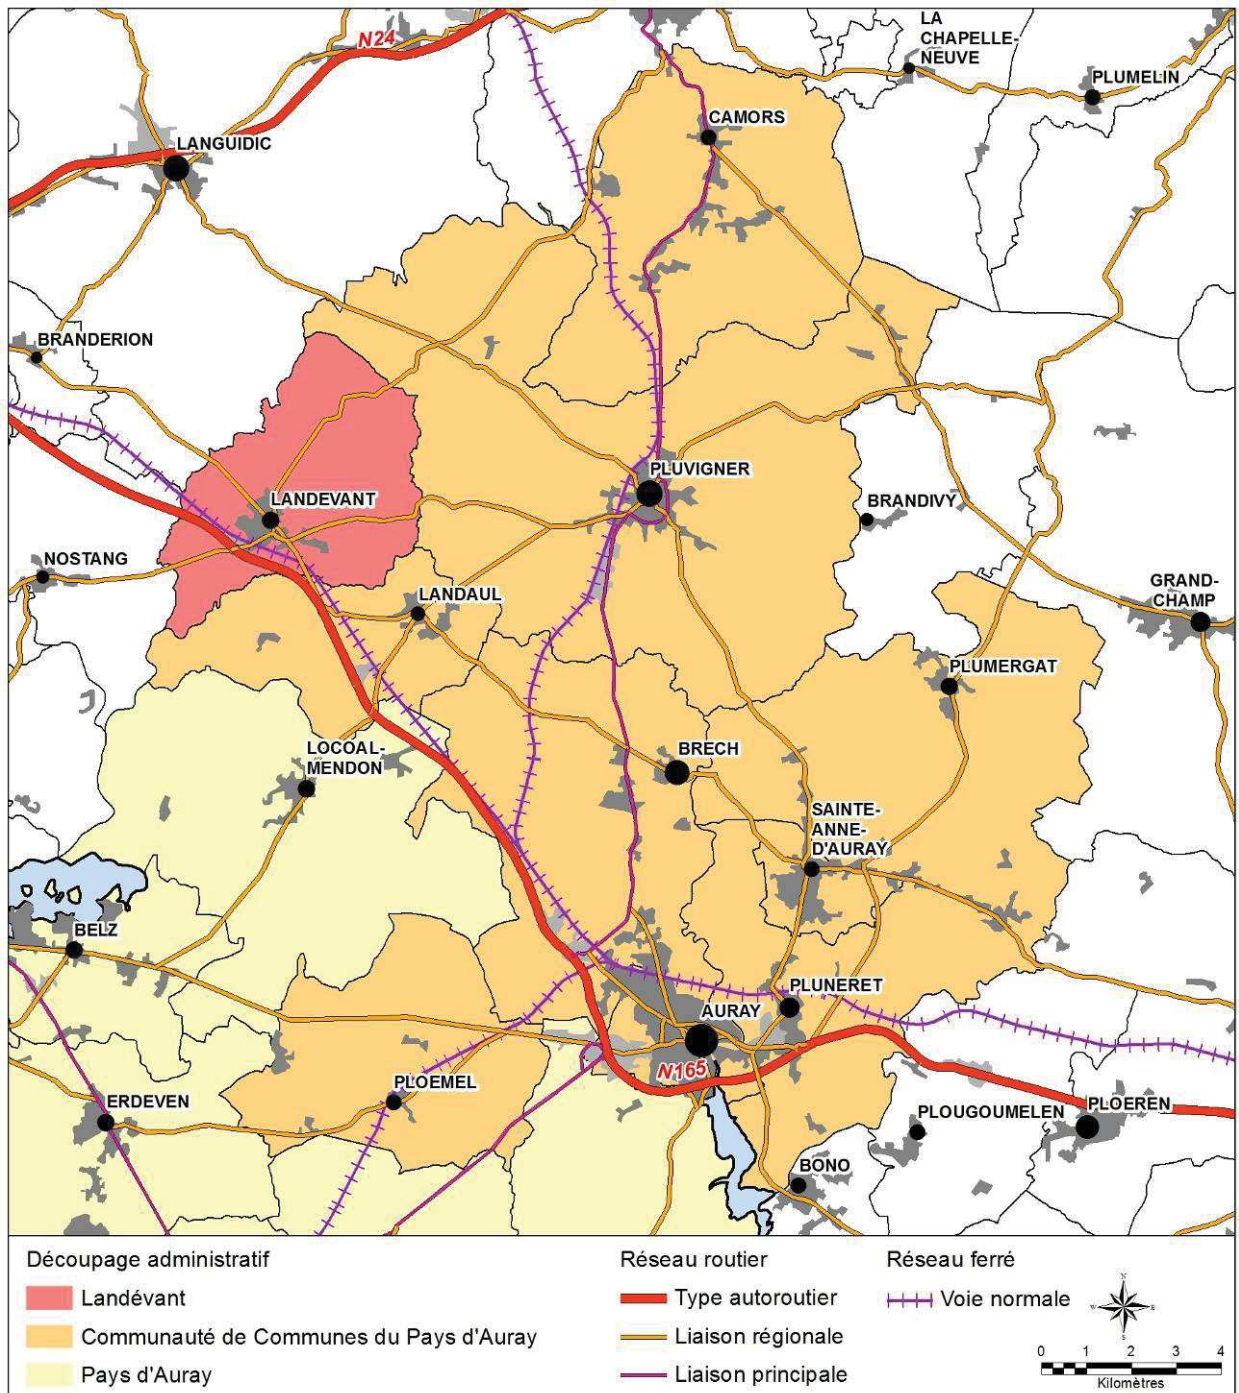 N24
LA
CHAPELLE-
NEUVE
PLUMELIN
CAMORS
LANGUIDIC
BRANDERION
PLUVIGNER
LANDEVANT
BRANDIVY
NOSTANG
LANDAUL
GRAND-
CHAMP
PLUMERGAT
LOCOAL-
MENDON
BRECH
SAINTE-
ANNE-
D'AURAY
BELZ
PLUNERET
AURAY
N165
PLOEMEL
ERDEVEN
PLOUGOUMELEN
PLOEREN
BONO
Découpage administratif
Landévant
Communauté de Communes du Pays d'Auray
Pays d'Auray
Réseau routier
Type autoroutier
Liaison régionale
Liaison principale
Réseau ferré
Voie normale
N
W
E
S
0 1 2 3 4
Kilomètres